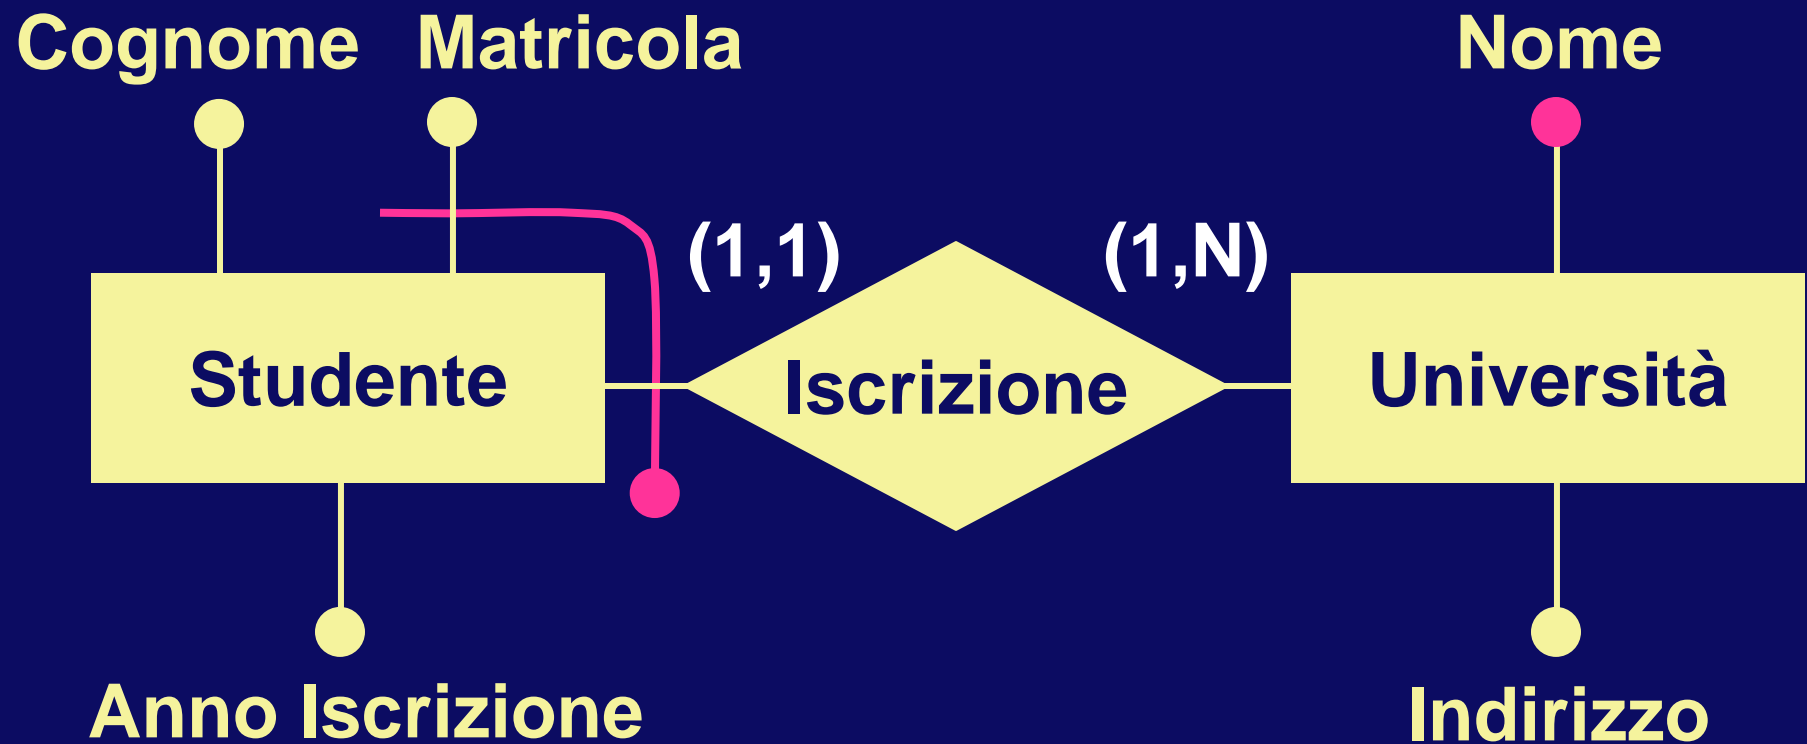 Cognome Matricola Nome
(1,1) (1,N)
Studente Iscrizione Università
Anno Iscrizione Indirizzo